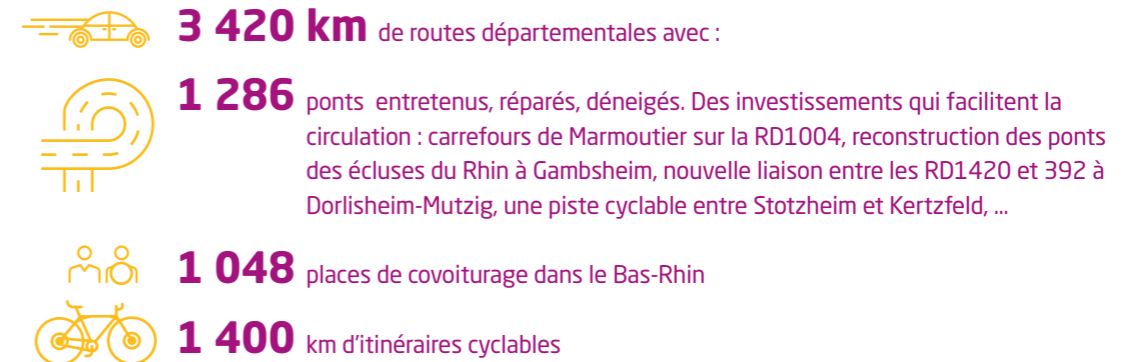 3 420 km de routes départementales avec :
1 286 ponts entretenus, réparés, déneigés. Des investissements qui facilitent la
circulation : carrefours de Marmoutier sur la RD1004, reconstruction des ponts
des écluses du Rhin à Gambsheim, nouvelle liaison entre les RD1420 et 392 à
Dorlisheim-Mutzig, une piste cyclable entre Stotzheim et Kertzfeld, ...
1 048 places de covoiturage dans le Bas-Rhin
1 400 km d'itinéraires cyclables